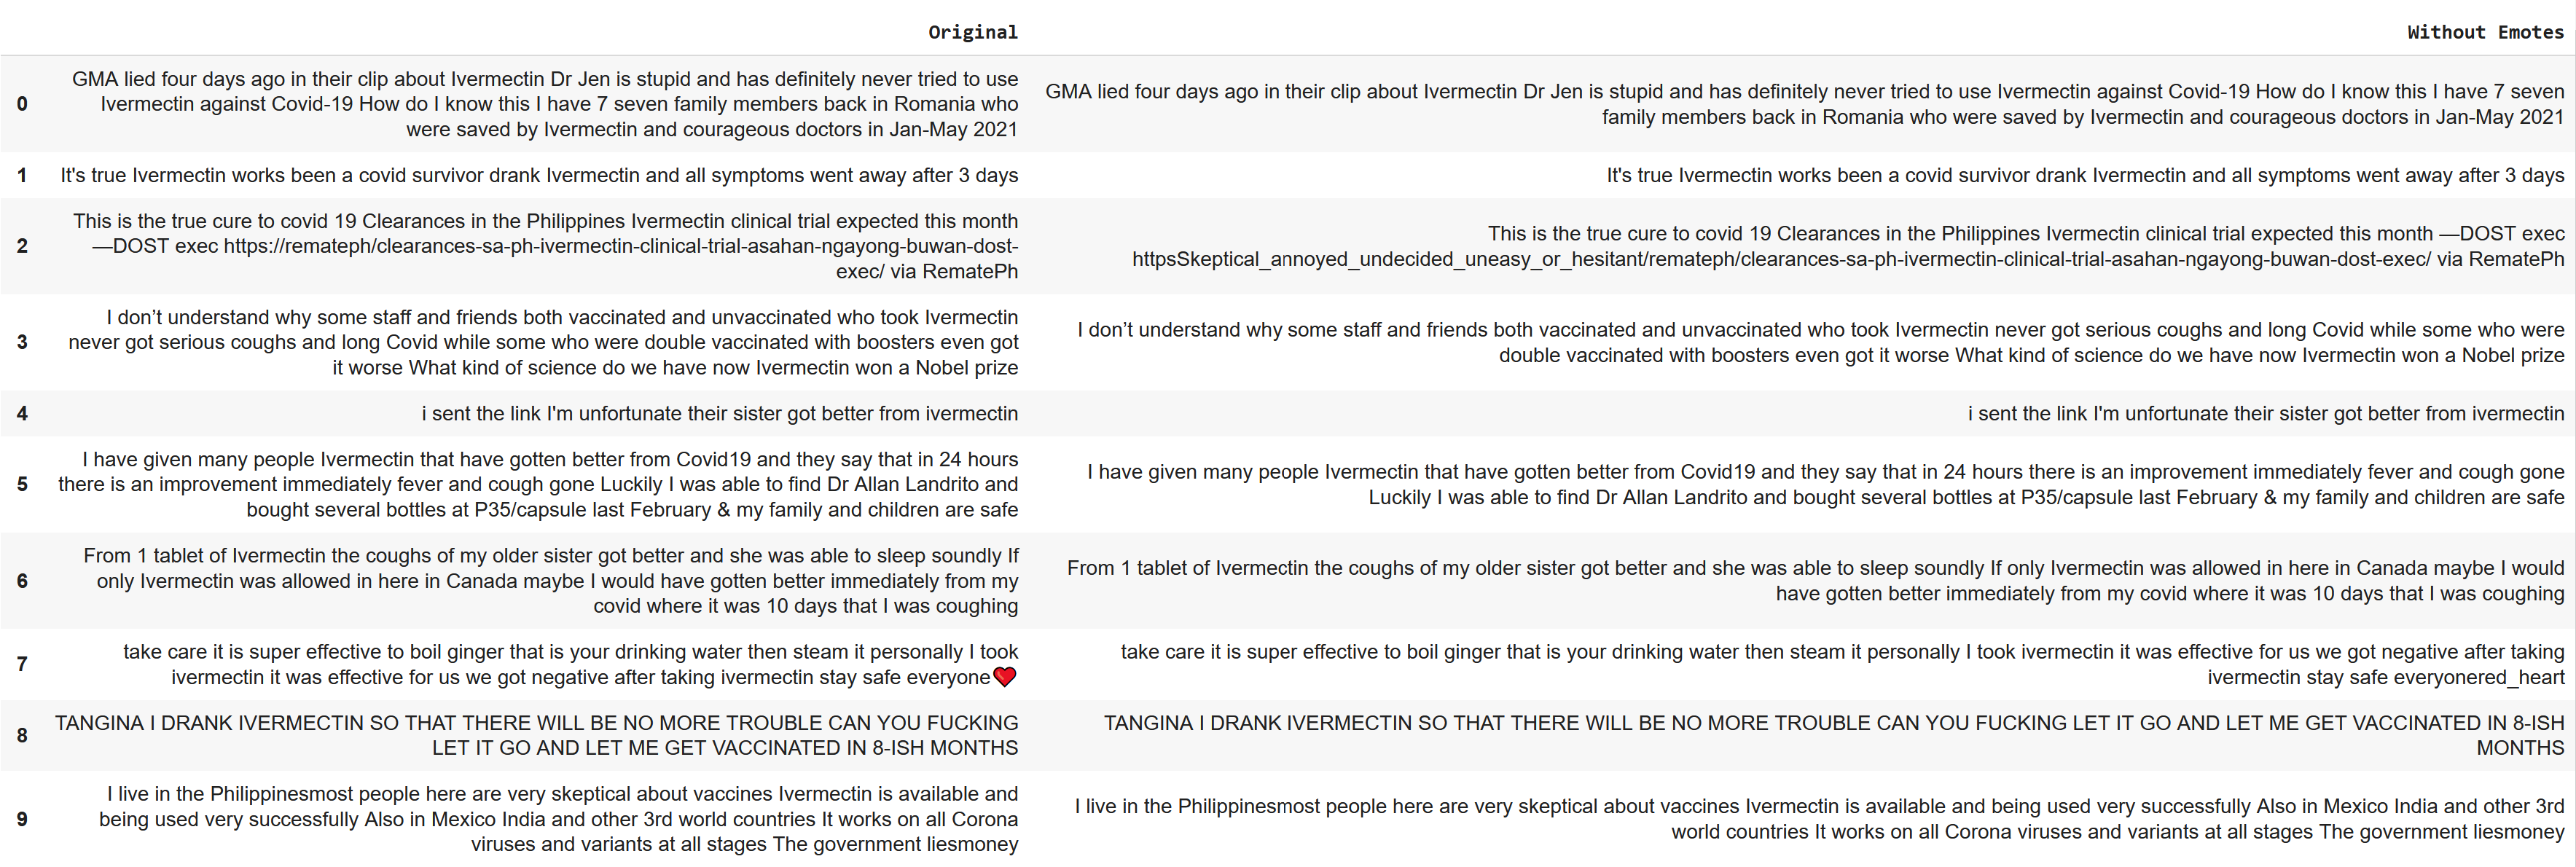 Original Without Emotes
0 GMA lied four days ago in their clip about Ivermectin Dr Jen is stupid and has definitely never tried to use
Ivermectin against Covid-19 How do I know this I have 7 seven family members back in Romania who
were saved by Ivermectin and courageous doctors in Jan-May 2021
GMA lied four days ago in their clip about Ivermectin Dr Jen is stupid and has definitely never tried to use Ivermectin against Covid-19 How do I know this I have 7 seven
family members back in Romania who were saved by Ivermectin and courageous doctors in Jan-May 2021
1 It's true Ivermectin works been a covid survivor drank Ivermectin and all symptoms went away after 3 days
It's true Ivermectin works been a covid survivor drank Ivermectin and all symptoms went away after 3 days
2 This is the true cure to covid 19 Clearances in the Philippines Ivermectin clinical trial expected this month
—DOST exec https://remateph/clearances-sa-ph-ivermectin-clinical-trial-asahan-ngayong-buwan-dost-
exec/ via RematePh
This is the true cure to covid 19 Clearances in the Philippines Ivermectin clinical trial expected this month —DOST exec
httpsSkeptical_annoyed_undecided_uneasy_or_hesitant/remateph/clearances-sa-ph-ivermectin-clinical-trial-asahan-ngayong-buwan-dost-exec/ via RematePh
3 I don’t understand why some staff and friends both vaccinated and unvaccinated who took Ivermectin
never got serious coughs and long Covid while some who were double vaccinated with boosters even got
it worse What kind of science do we have now Ivermectin won a Nobel prize
I don’t understand why some staff and friends both vaccinated and unvaccinated who took Ivermectin never got serious coughs and long Covid while some who were
double vaccinated with boosters even got it worse What kind of science do we have now Ivermectin won a Nobel prize
4 i sent the link I'm unfortunate their sister got better from ivermectin
i sent the link I'm unfortunate their sister got better from ivermectin
5 I have given many people Ivermectin that have gotten better from Covid19 and they say that in 24 hours
there is an improvement immediately fever and cough gone Luckily I was able to find Dr Allan Landrito and
bought several bottles at P35/capsule last February & my family and children are safe
I have given many people Ivermectin that have gotten better from Covid19 and they say that in 24 hours there is an improvement immediately fever and cough gone
Luckily I was able to find Dr Allan Landrito and bought several bottles at P35/capsule last February & my family and children are safe
6 From 1 tablet of Ivermectin the coughs of my older sister got better and she was able to sleep soundly If
only Ivermectin was allowed in here in Canada maybe I would have gotten better immediately from my
covid where it was 10 days that I was coughing
From 1 tablet of Ivermectin the coughs of my older sister got better and she was able to sleep soundly If only Ivermectin was allowed in here in Canada maybe I would
have gotten better immediately from my covid where it was 10 days that I was coughing
7 take care it is super effective to boil ginger that is your drinking water then steam it personally I took
ivermectin it was effective for us we got negative after taking ivermectin stay safe everyone❤️
take care it is super effective to boil ginger that is your drinking water then steam it personally I took ivermectin it was effective for us we got negative after taking
ivermectin stay safe everyonered_heart
8 TANGINA I DRANK IVERMECTIN SO THAT THERE WILL BE NO MORE TROUBLE CAN YOU FUCKING
LET IT GO AND LET ME GET VACCINATED IN 8-ISH MONTHS
TANGINA I DRANK IVERMECTIN SO THAT THERE WILL BE NO MORE TROUBLE CAN YOU FUCKING LET IT GO AND LET ME GET VACCINATED IN 8-ISH
MONTHS
9 I live in the Philippinesmost people here are very skeptical about vaccines Ivermectin is available and
being used very successfully Also in Mexico India and other 3rd world countries It works on all Corona
viruses and variants at all stages The government liesmoney
I live in the Philippinesmost people here are very skeptical about vaccines Ivermectin is available and being used very successfully Also in Mexico India and other 3rd
world countries It works on all Corona viruses and variants at all stages The government liesmoney